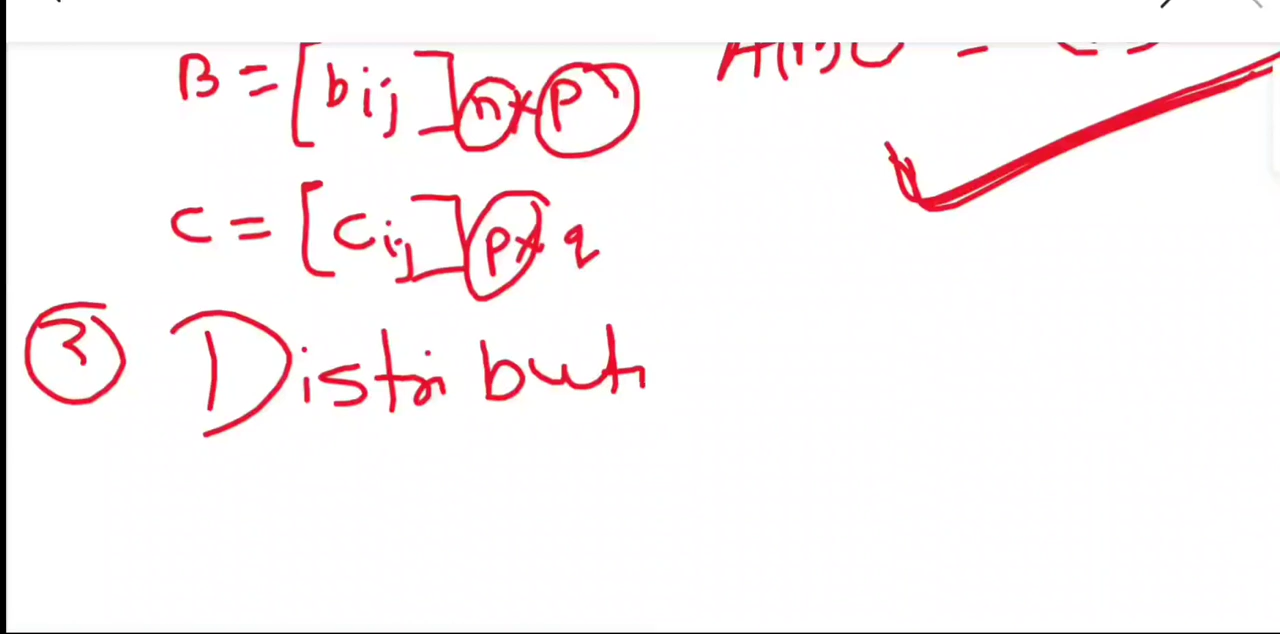 B = [bij]n×p
C = [Cij]p×q
③ Distributi